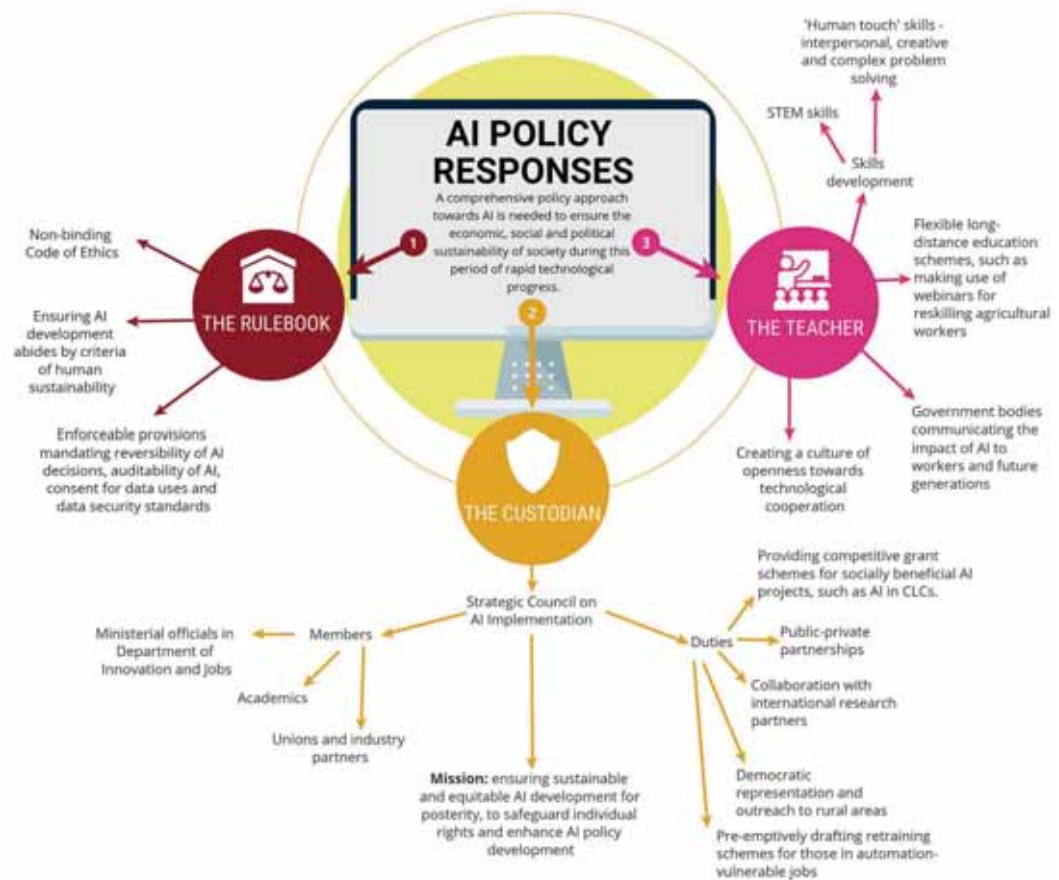 AI POLICY
RESPONSES
A comprehensive policy approach
towards AI is needed to ensure the
economic, social and political
sustainability of society during this
period of rapid technological
progress.
1
2
3
THE RULEBOOK
Non-binding
Code of Ethics
Ensuring AI
development
abides by criteria
of human
sustainability
Enforceable provisions
mandating reversibility of AI
decisions, auditability of AI,
consent for data uses and
data security standards
THE CUSTODIAN
Strategic Council on
AI Implementation
Members
Ministerial officials in
Department of
Innovation and Jobs
Academics
Unions and industry
partners
Mission: ensuring sustainable
and equitable AI development for
posterity, to safeguard individual
rights and enhance AI policy
development
Duties
Providing competitive grant
schemes for socially beneficial AI
projects, such as AI in CLCs.
Public-private
partnerships
Collaboration with
international research
partners
Democratic
representation and
outreach to rural areas
Pre-emptively drafting retraining
schemes for those in automation-
vulnerable jobs
THE TEACHER
Skills
development
STEM skills
'Human touch' skills -
interpersonal, creative
and complex problem
solving
Flexible long-
distance education
schemes, such as
making use of
webinars for
reskilling agricultural
workers
Government bodies
communicating the
impact of AI to
workers and future
generations
Creating a culture of
openness towards
technological
cooperation